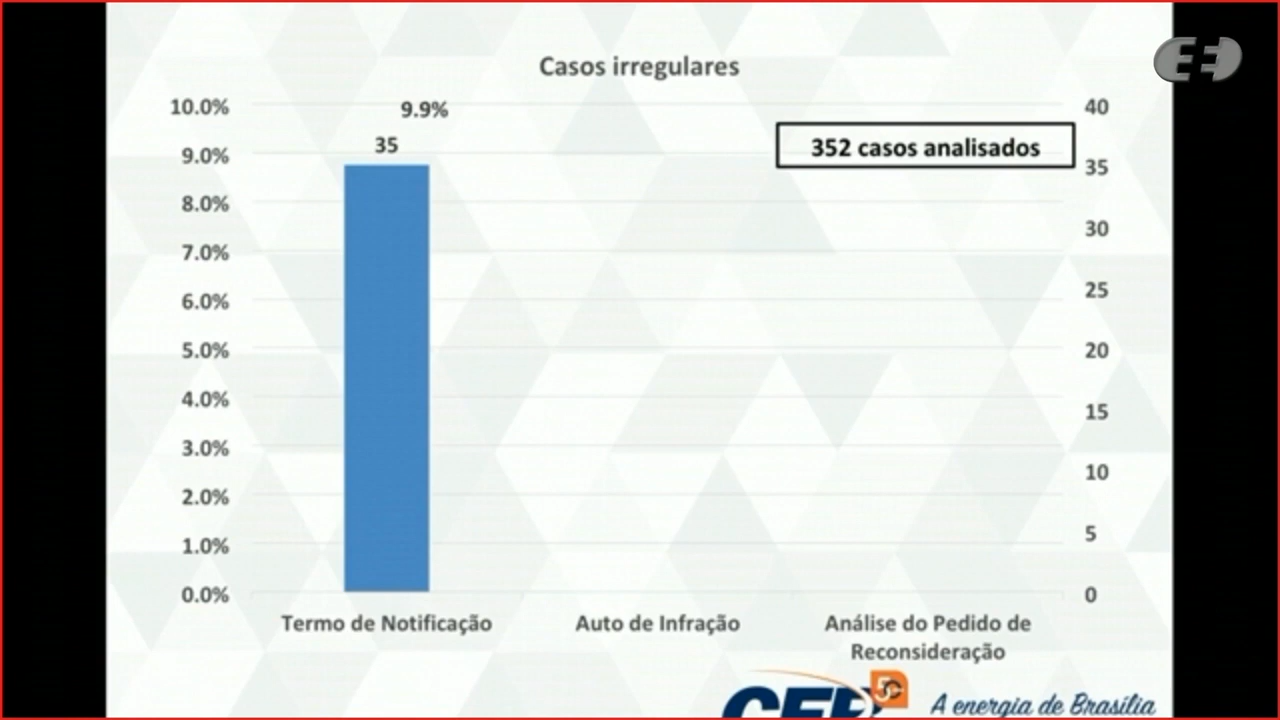 Casos irregulares
10.0%
9.0%
8.0%
7.0%
6.0%
5.0%
4.0%
3.0%
2.0%
1.0%
0.0%
9.9%
35
352 casos analisados
40
35
30
25
20
15
10
5
0
Termo de Notificação
Auto de Infração
Análise do Pedido de
Reconsideração
CEB
A energia de Brasília